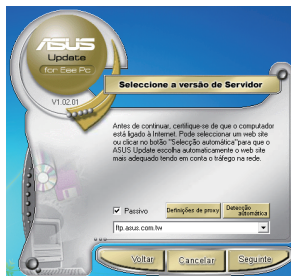 ASUS
Update
for Eee Pc
V1.02.01
Seleccione a versão de Servidor
Antes de continuar, certifique-se de que o computador
está ligado à Internet. Pode seleccionar um web site
ou clicar no botão "Selecção automática"para que o
ASUS Update escolha automaticamente o web site
mais adequado tendo em conta o tráfego na rede.
Passivo
Definições de proxy
Detecção
automática
ftp.asus.com.tw
Voltar
Cancelar
Seguinte